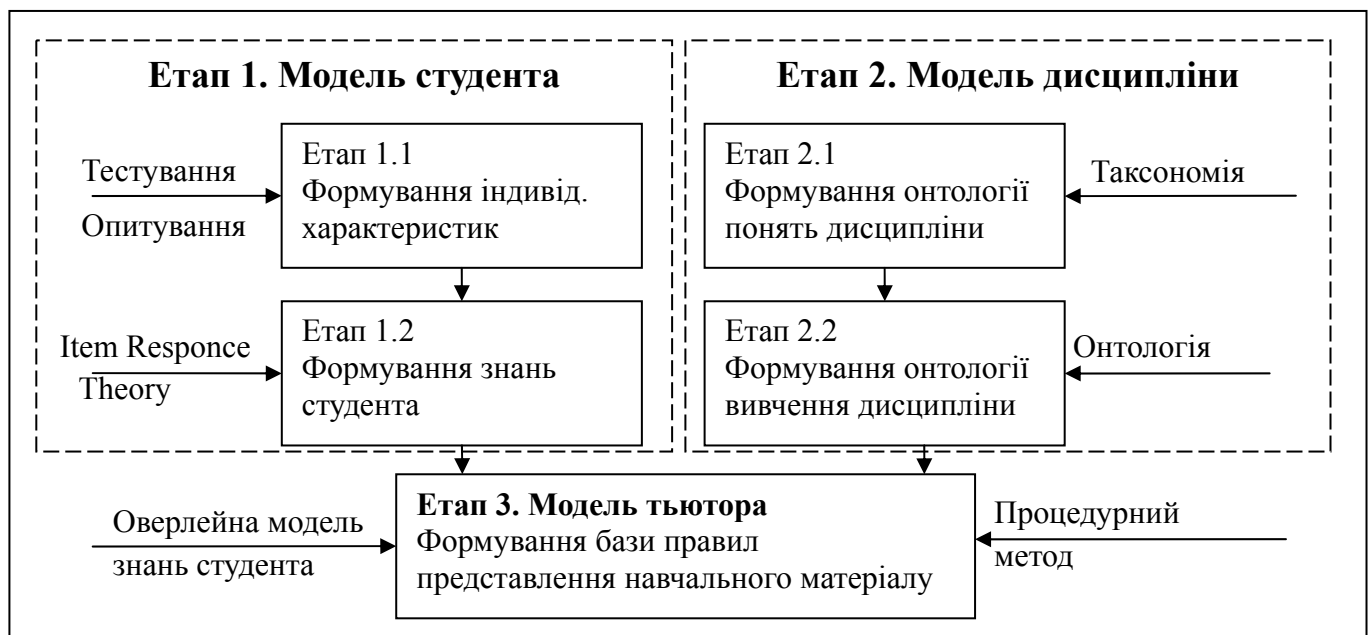 Етап 1. Модель студента
Тестування
Опитування
Етап 1.1
Формування індивід.
характеристик
Item Responce
Theory
Етап 1.2
Формування знань
студента
Етап 2. Модель дисципліни
Етап 2.1
Формування онтології
понять дисципліни
Таксономія
Етап 2.2
Формування онтології
вивчення дисципліни
Онтологія
Оверлейна модель
знань студента
Етап 3. Модель тьютора
Формування бази правил
представлення навчального матеріалу
Процедурний
метод